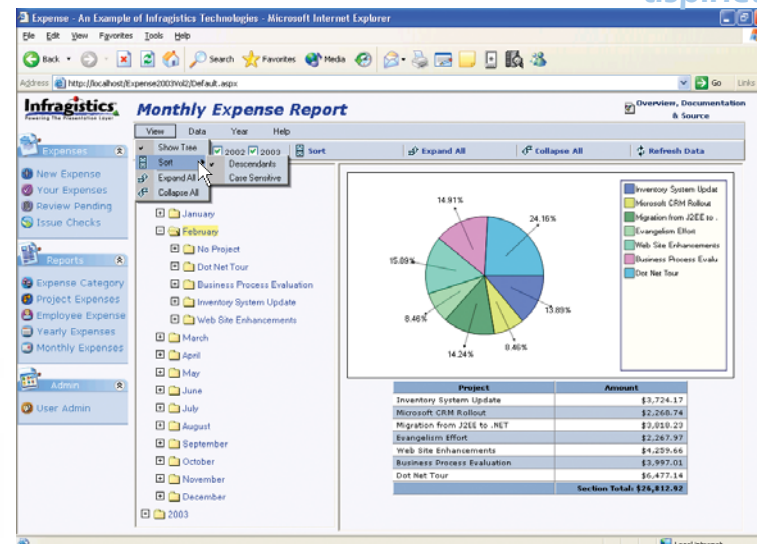 aspnet
Expense - An Example of Infragistics Technologies - Microsoft Internet Explorer
File Edit View Favorites Tools Help
Back Search Favorites Media
Address http://localhost/Expense2003Vol2/Default.aspx Go Links
Infragistics
Powering The Presentation Layer
Monthly Expense Report
Overview, Documentation
& Source
View Data Year Help
Show Tree
Sort
Expand All
Collapse All
Descendants
Case Sensitive
2002 2003 Sort Expand All Collapse All Refresh Data
Expenses
New Expense
Your Expenses
Review Pending
Issue Checks
Reports
Expense Category
Project Expenses
Employee Expense
Yearly Expenses
Monthly Expenses
Admin
User Admin
January
February
No Project
Dot Net Tour
Business Process Evaluation
Inventory System Update
Web Site Enhancements
March
April
May
June
July
August
September
October
November
December
2003
14.91%
24.16%
15.89%
13.89%
8.46%
8.46%
14.24%
Inventory System Updat
Microsoft CRM Rollout
Migration from J2EE to .
Evangelism Effort
Web Site Enhancements
Business Process Evalu
Dot Net Tour
Project Amount
Inventory System Update $3,724.17
Microsoft CRM Rollout $2,268.74
Migration from J2EE to .NET $3,818.23
Evangelism Effort $2,267.97
Web Site Enhancements $4,259.66
Business Process Evaluation $3,997.01
Dot Net Tour $6,477.14
Section Total: $26,812.92
Local intranet